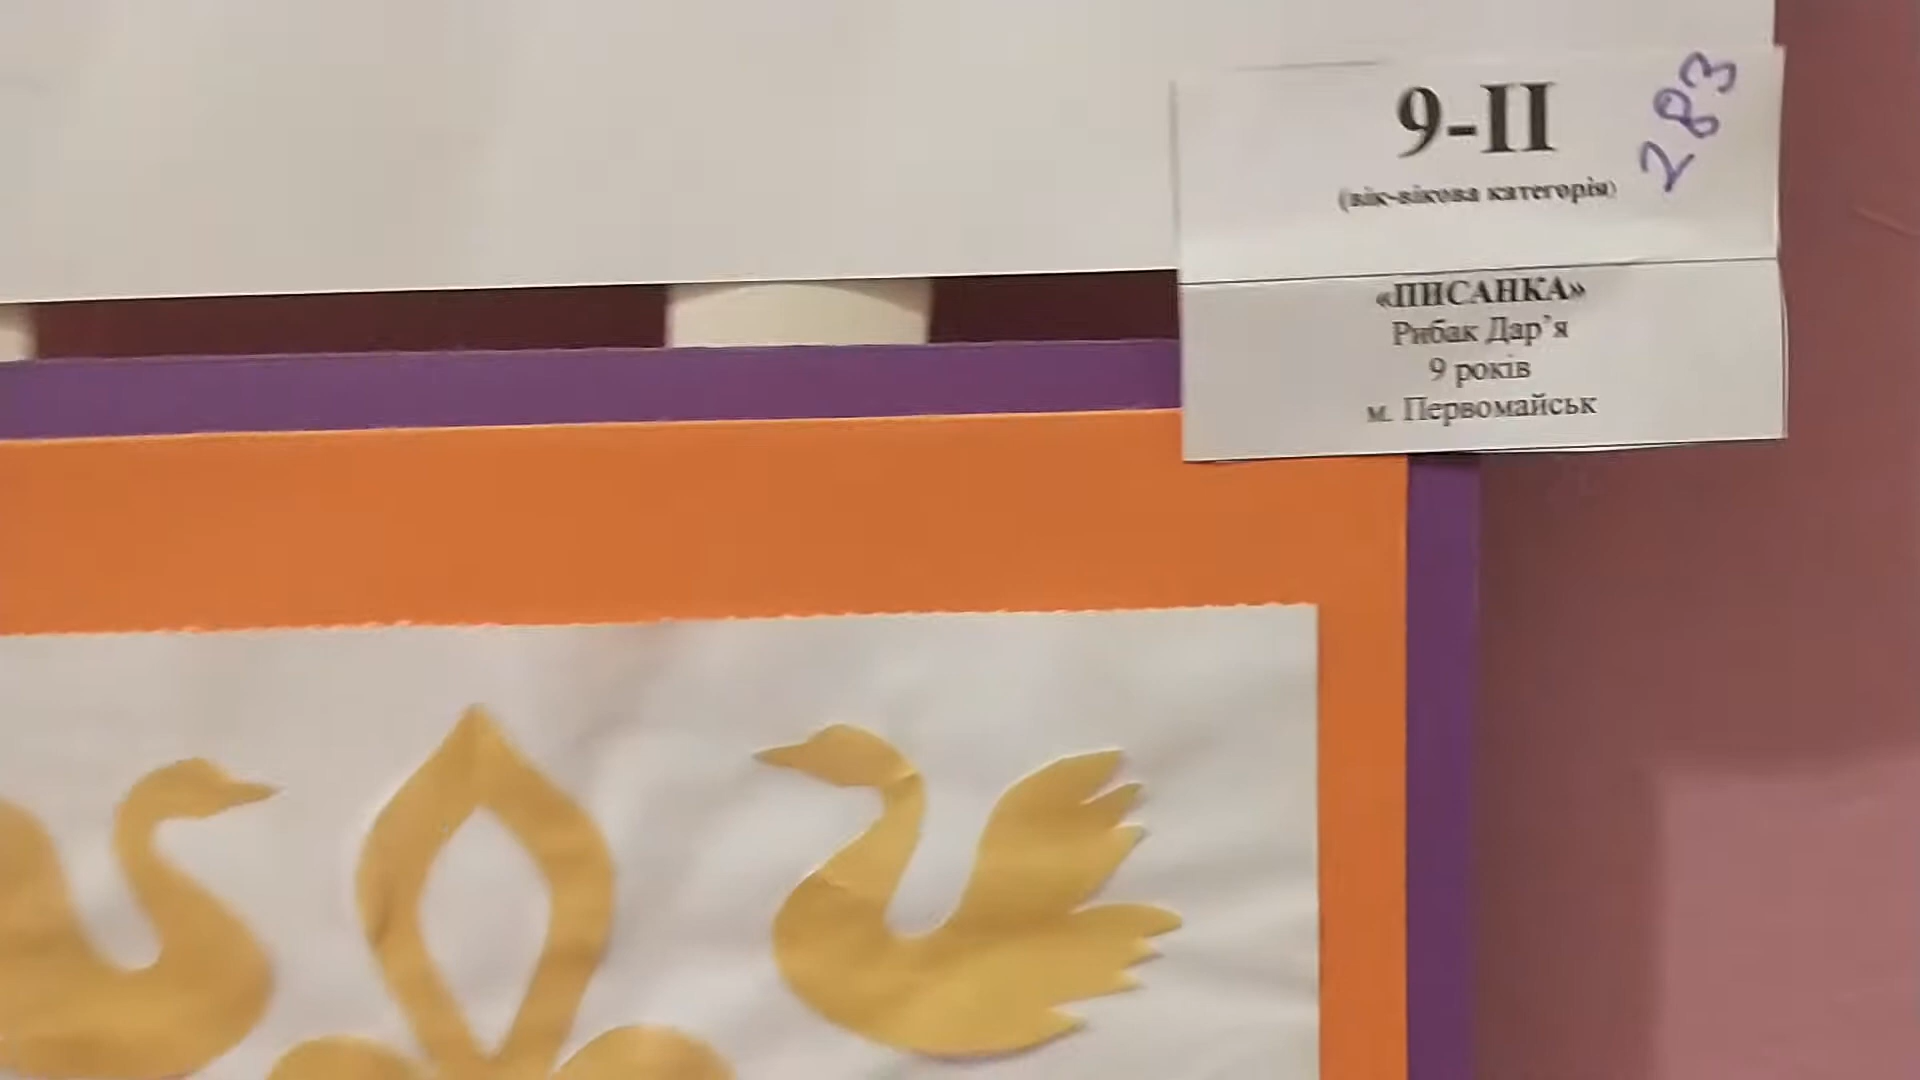 9-II
283
(вік-вікова категорія)
«ПИСАНКА»
Рибак Дар’я
9 років
м. Первомайськ